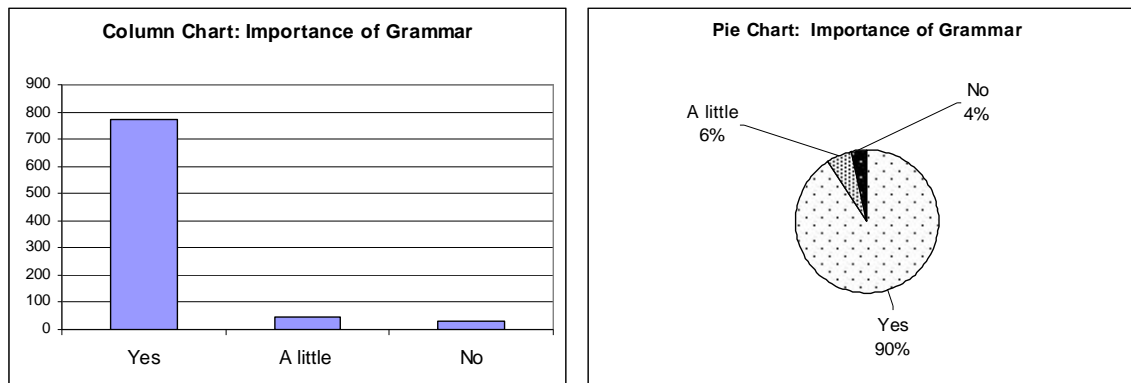 Column Chart: Importance of Grammar
900
800
700
600
500
400
300
200
100
0
Yes
A little
No
Pie Chart:  Importance of Grammar
No
4%
A little
6%
Yes
90%